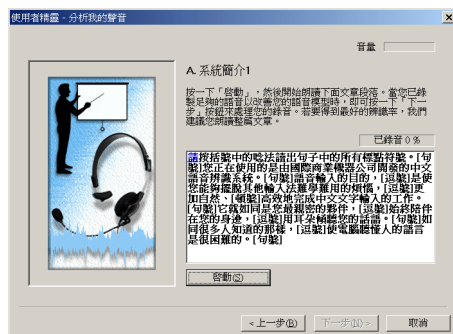 使用者精靈 - 分析我的聲音
音量
A. 系統簡介1
按一下「啓動」，然後開始朗讀下面文章段落。當您已錄
製足夠的語音以改善您的語音模型時，即可按一下「下一
步」按鈕來處理您的錄音。若要得到最好的辨識率，我們
建議您朗讀整篇文章。
已錄音 0 %
請按括號中的唸法讀出句子中的所有標點符號。[句
號]您正在使用的是由國際商業機器公司開發的中文
語音辨識系統。[句號]語音輸入的目的，[逗號]是使
您能夠擺脫其他輸入法難學難用的煩惱，[逗號]更
加自然、[頓號]高效地完成中文文字輸入的工作。
[句號]它就如同是您最親密的夥伴，[逗號]始終陪伴
在您的身邊，[逗號]用耳朵傾聽您的話語。[句號]如
同很多人知道的那樣，[逗號]使電腦聽懂人的語言
是很困難的。[句號]
啓動(S)
<上一步(B)
下一步(N)>
取消